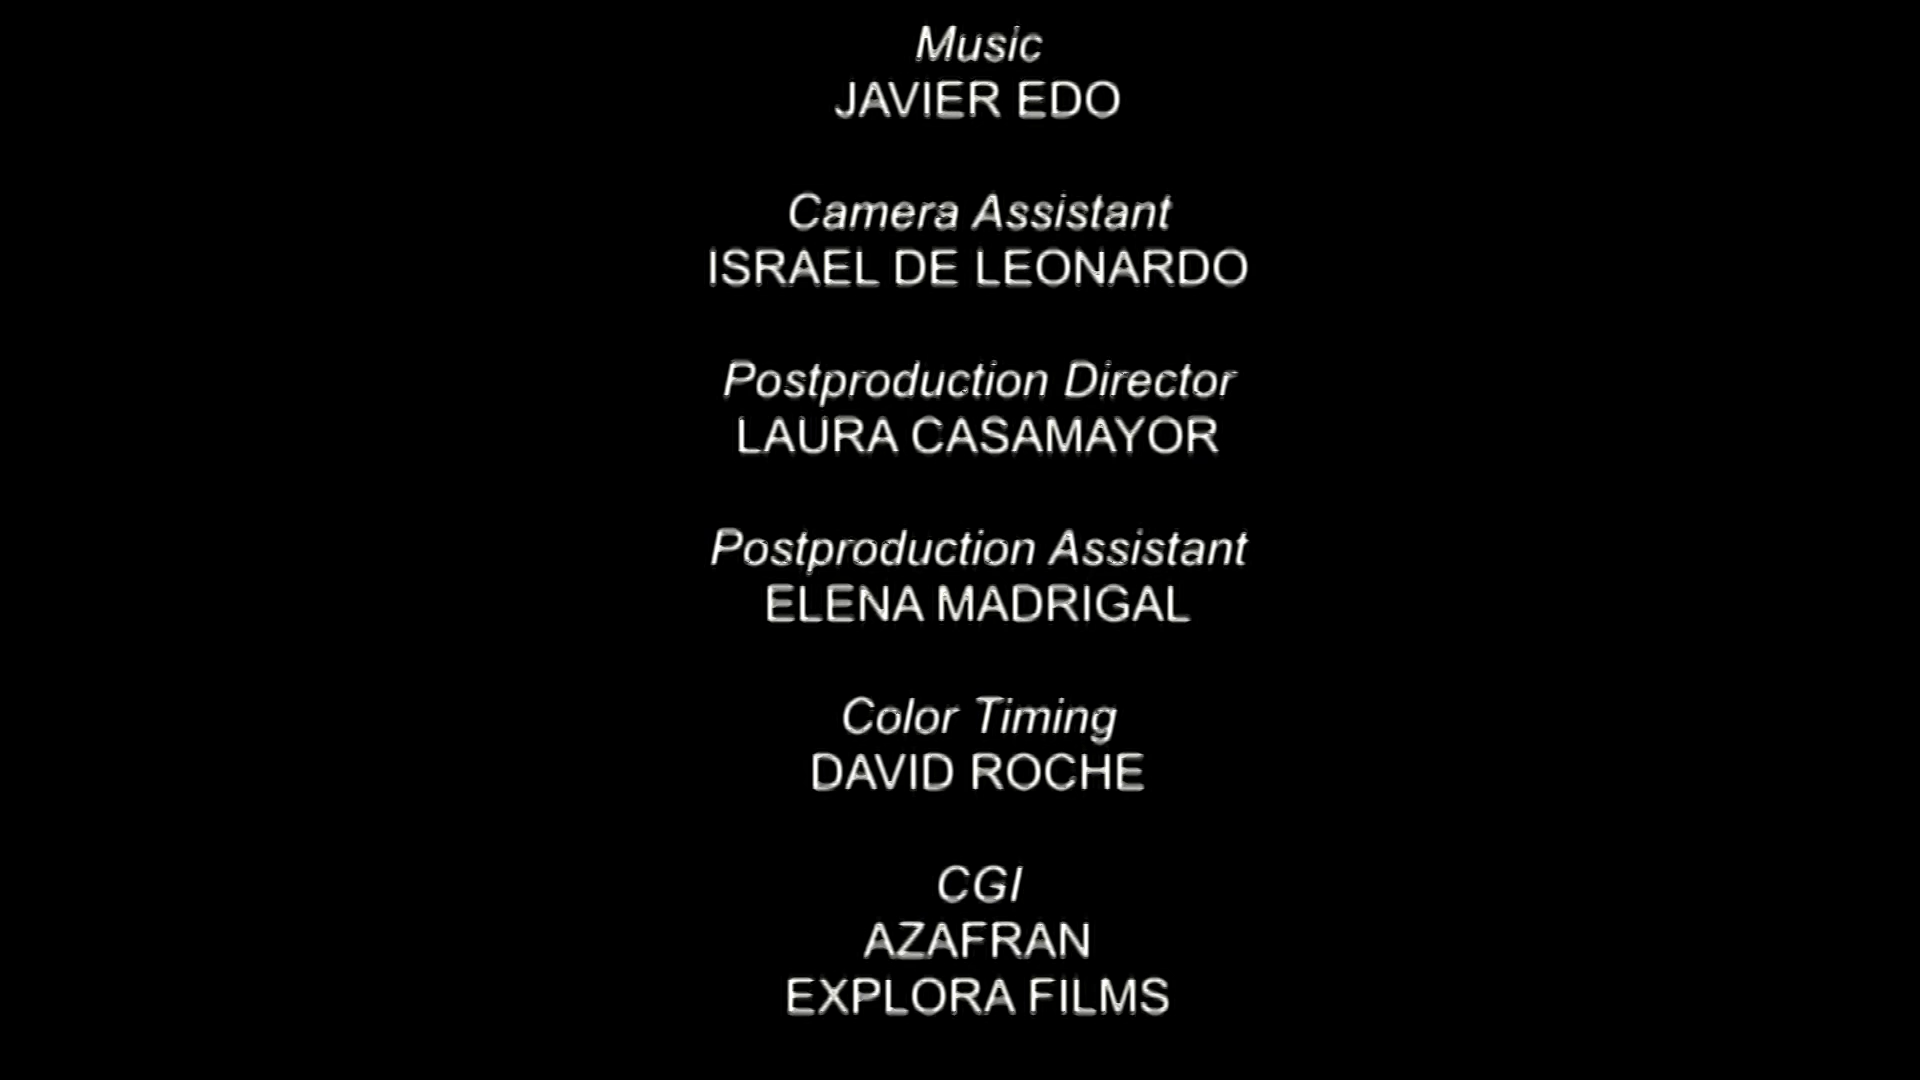 Music
JAVIER EDO
Camera Assistant
ISRAEL DE LEONARDO
Postproduction Director
LAURA CASAMAYOR
Postproduction Assistant
ELENA MADRIGAL
Color Timing
DAVID ROCHE
CGI
AZAFRAN
EXPLORA FILMS